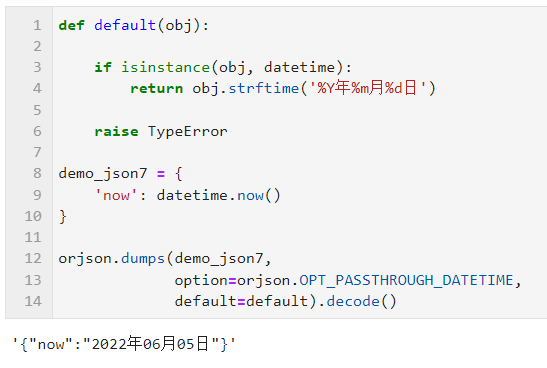 1 def default(obj):
2
3     if isinstance(obj, datetime):
4         return obj.strftime('%Y年%m月%d日')
5
6     raise TypeError
7
8 demo_json7 = {
9     'now': datetime.now()
10 }
11
12 orjson.dumps(demo_json7,
13              option=orjson.OPT_PASSTHROUGH_DATETIME,
14              default=default).decode()
'{"now":"2022年06月05日"}'